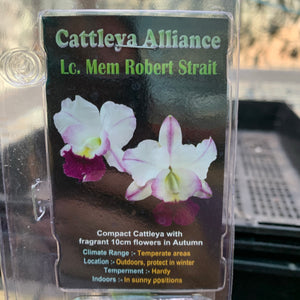 Cattleya Alliance
Lc. Mem Robert Strait
Compact Cattleya with
fragrant 10cm flowers in Autumn
Climate Range :- Temperate areas
Location :- Outdoors, protect in winter
Temperment :- Hardy
Indoors :- In sunny ppsitions